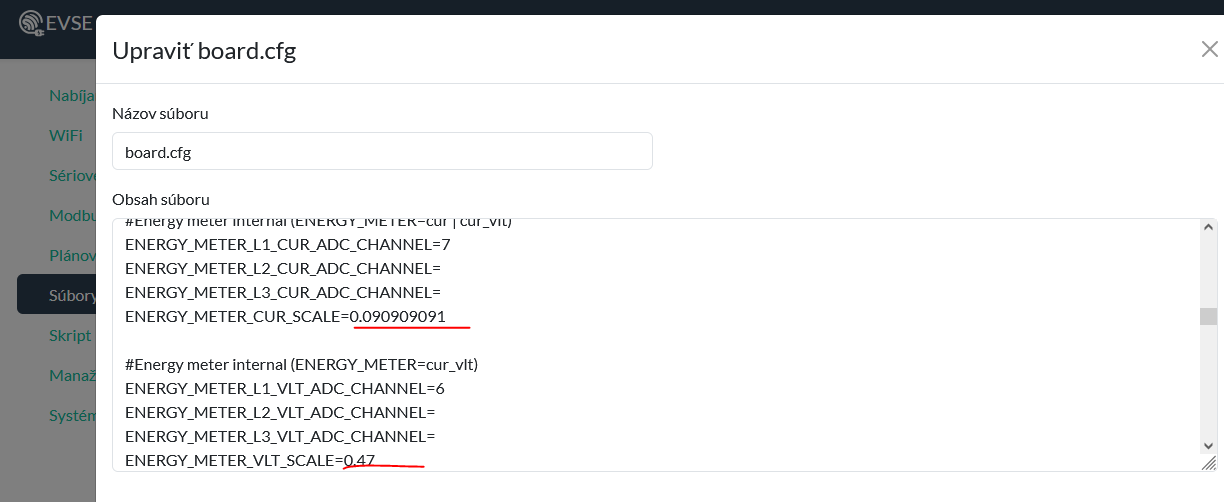 EVSE
Upraviť board.cfg
Nabíja
WiFi
Sériove
Modbu
Plánov
Súbory
Skript
Manaž
Systém
Názov súboru
board.cfg
Obsah súboru
#Energy meter internal (ENERGY_METER=cur | cur_vlt)
ENERGY_METER_L1_CUR_ADC_CHANNEL=7
ENERGY_METER_L2_CUR_ADC_CHANNEL=
ENERGY_METER_L3_CUR_ADC_CHANNEL=
ENERGY_METER_CUR_SCALE=0.090909091
#Energy meter internal (ENERGY_METER=cur_vlt)
ENERGY_METER_L1_VLT_ADC_CHANNEL=6
ENERGY_METER_L2_VLT_ADC_CHANNEL=
ENERGY_METER_L3_VLT_ADC_CHANNEL=
ENERGY_METER_VLT_SCALE=0.47